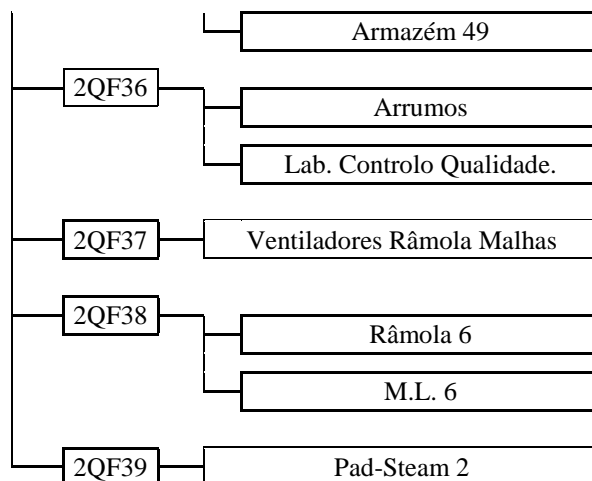 Armazém 49
2QF36
Arrumos
Lab. Controlo Qualidade.
2QF37
Ventiladores Râmola Malhas
2QF38
Râmola 6
M.L. 6
2QF39
Pad-Steam 2